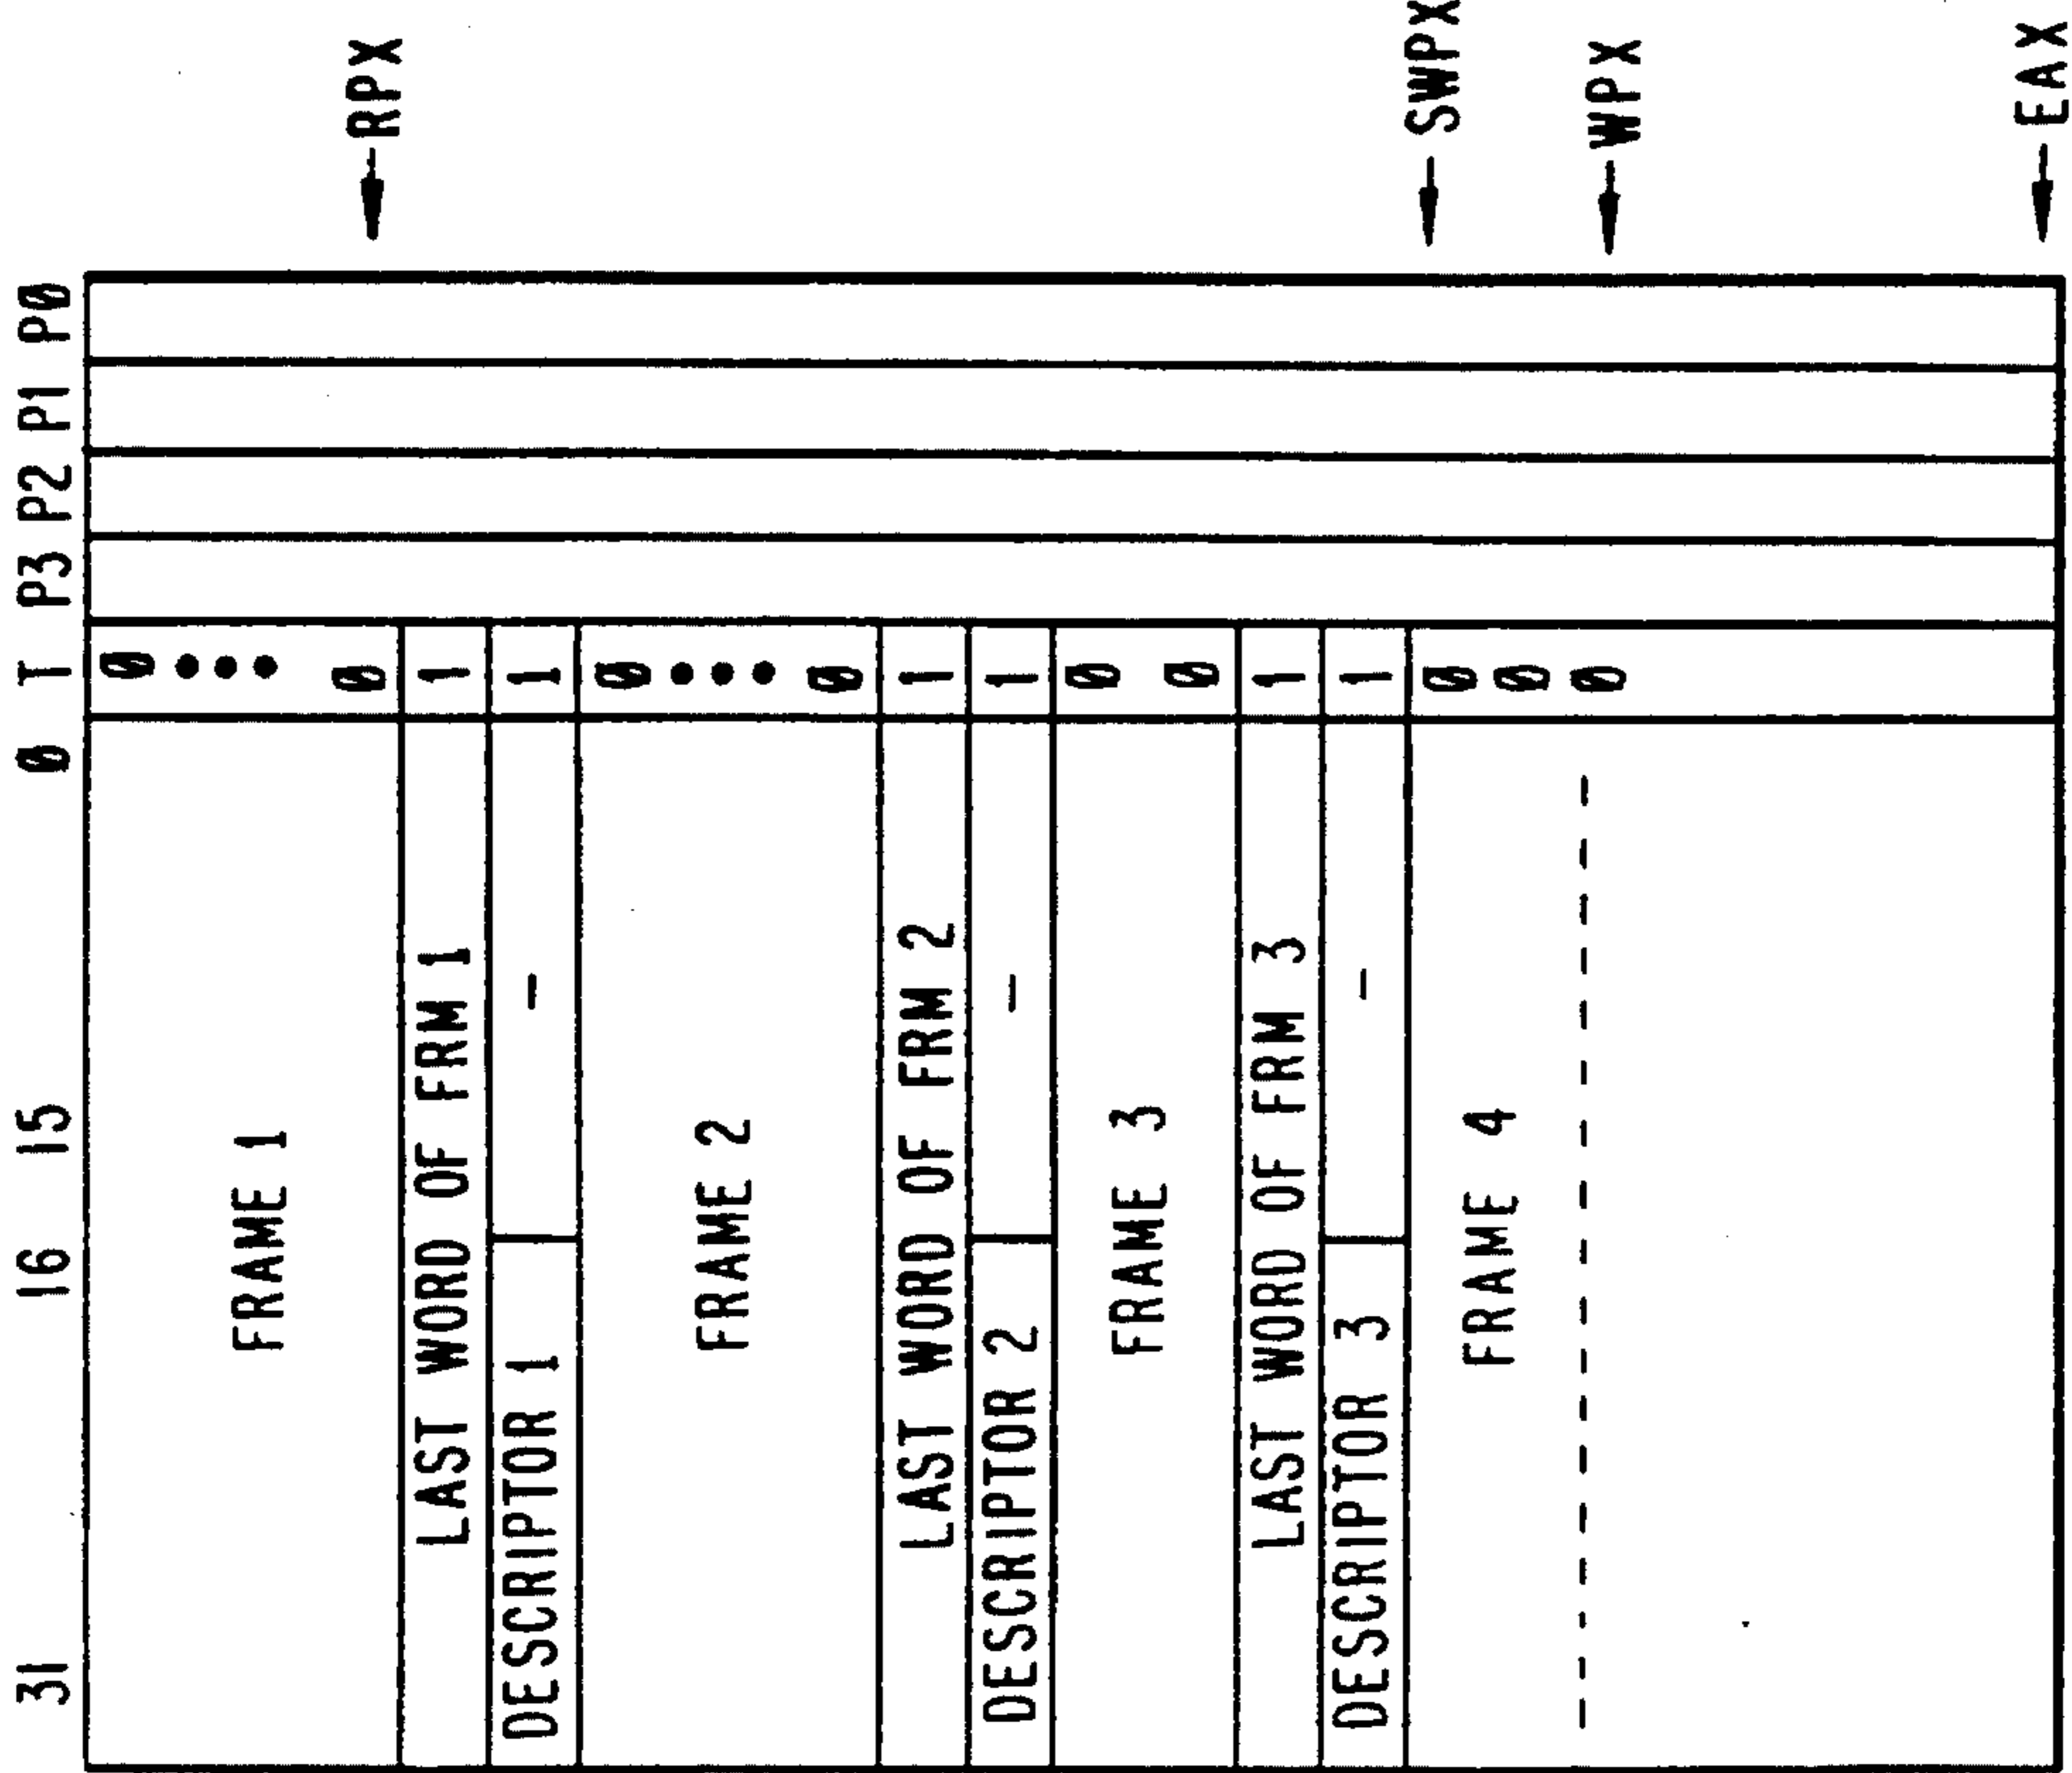 31 16 15 0 T P3 P2 P1 P0
FRAME 1
0
•
•
•
0
RPX
LAST WORD OF FRM 1 1
DESCRIPTOR 1 - 1
FRAME 2
0
•
•
•
0
LAST WORD OF FRM 2 1
DESCRIPTOR 2 - 1
FRAME 3
0
0
LAST WORD OF FRM 3 1
DESCRIPTOR 3 - 1
FRAME 4
0
0
0
SWPX
WPX
EAX